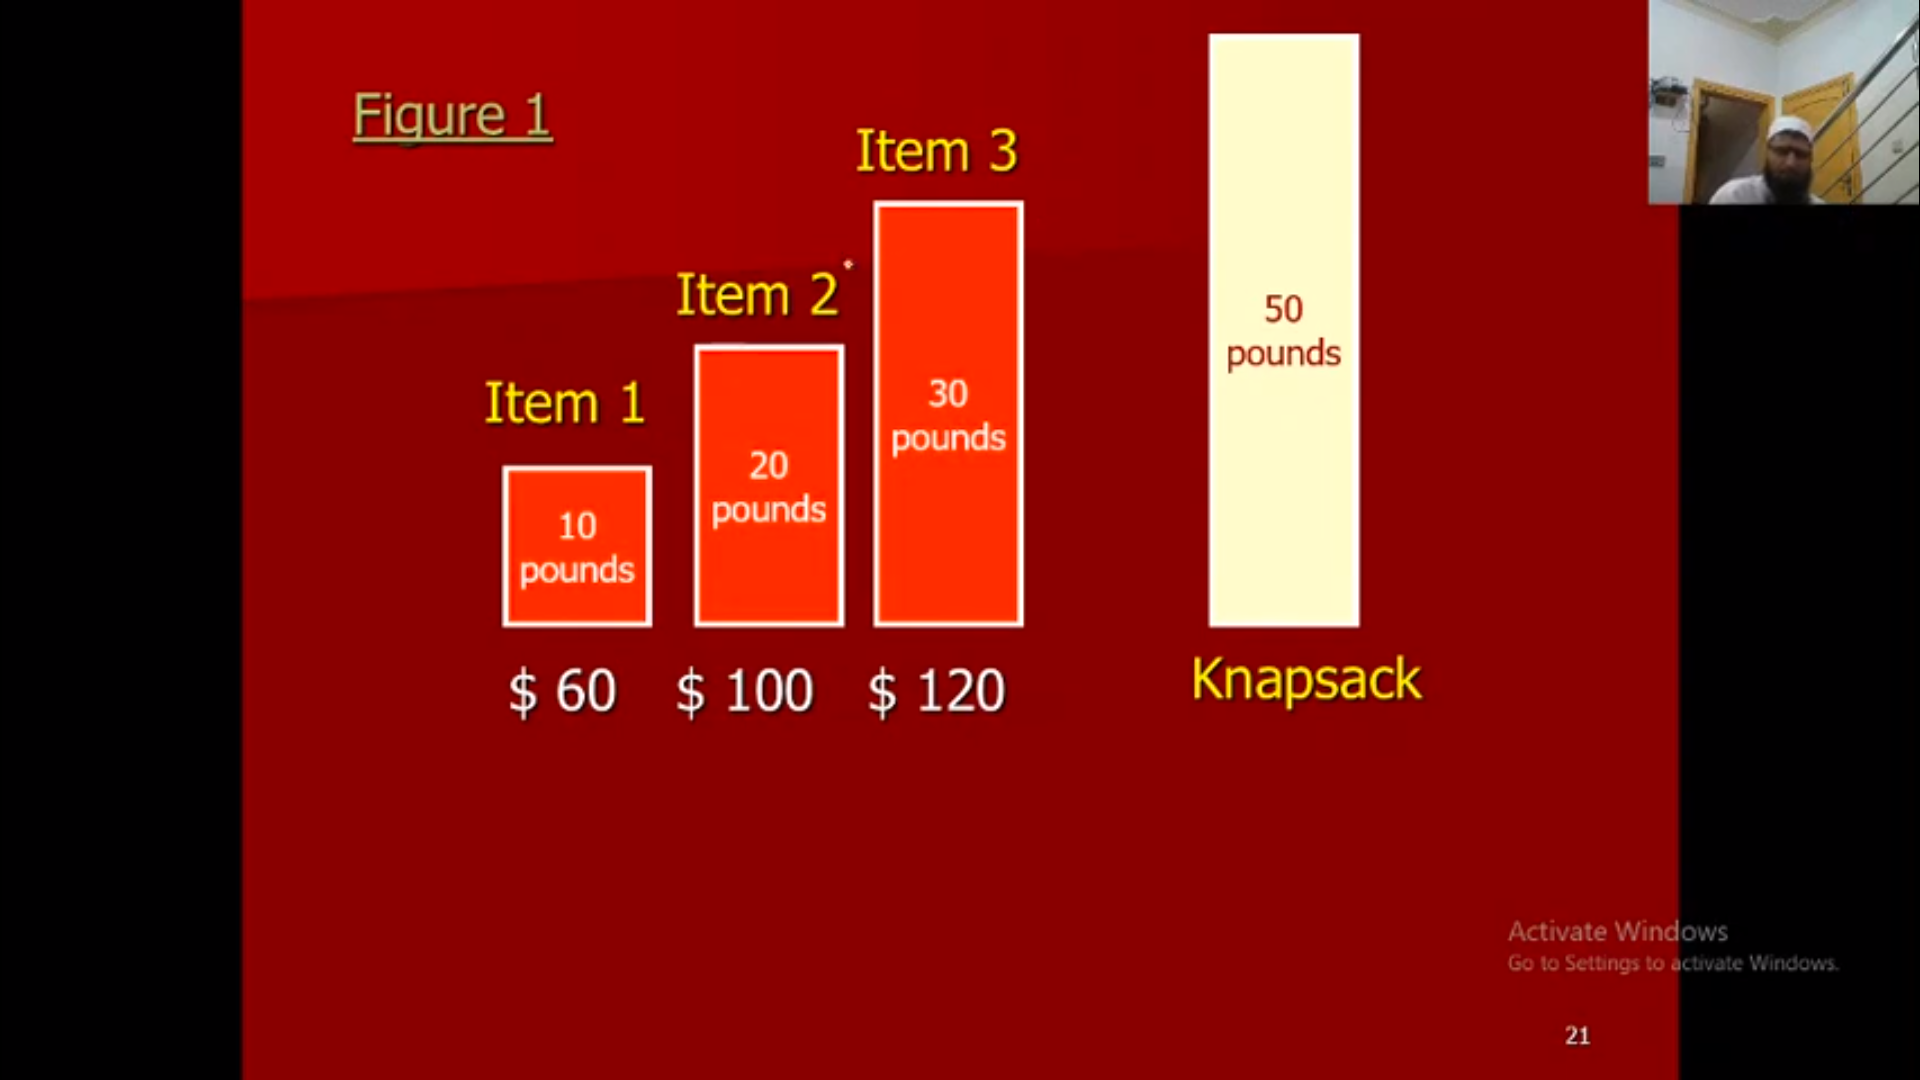 Figure 1
Item 1
Item 2
Item 3
10
pounds
20
pounds
30
pounds
50
pounds
$ 60
$ 100
$ 120
Knapsack
Activate Windows
Go to Settings to activate Windows.
21